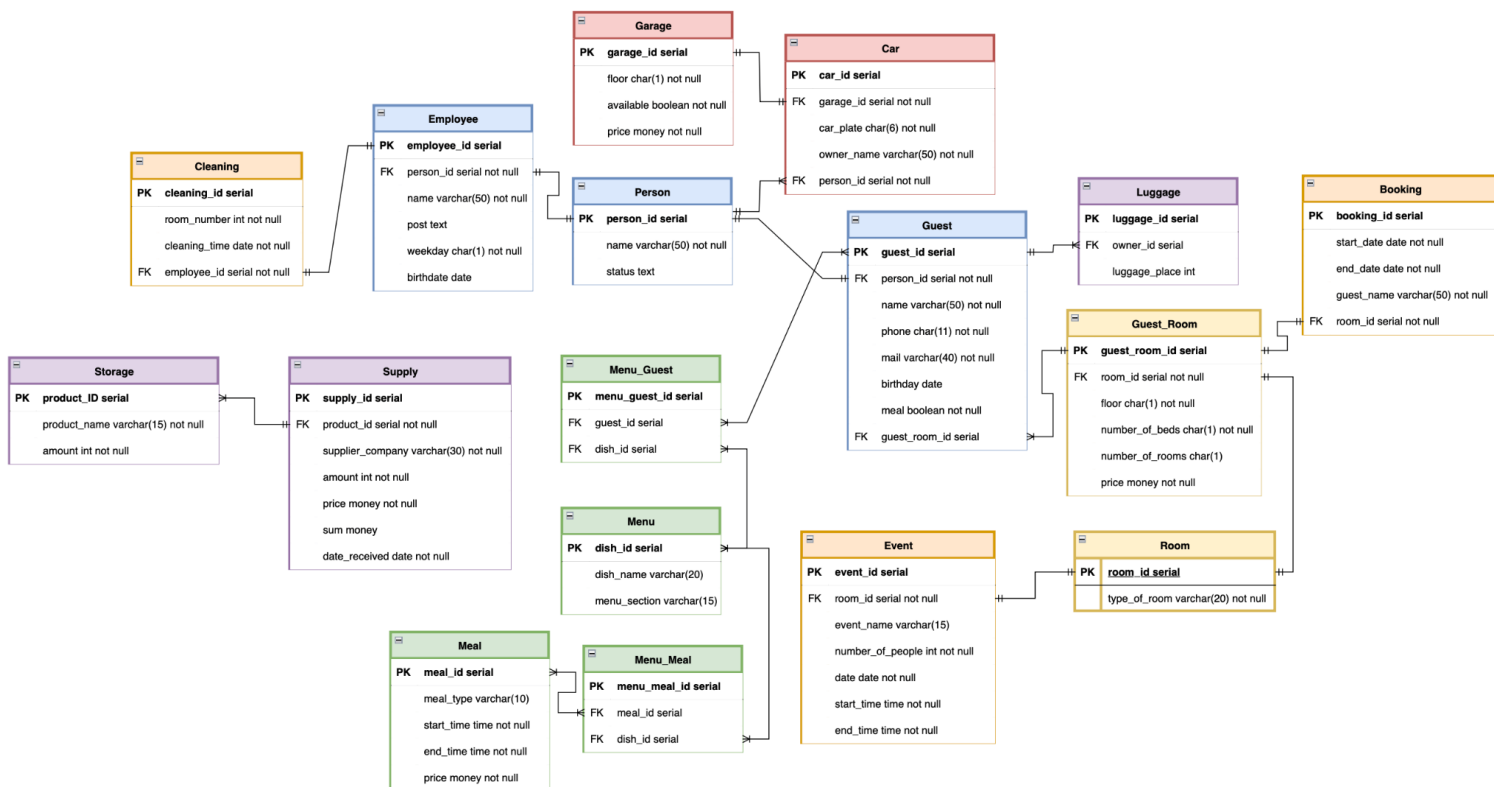 Garage
PK garage_id serial
floor char(1) not null
available boolean not null
price money not null
Car
PK car_id serial
FK garage_id serial not null
car_plate char(6) not null
owner_name varchar(50) not null
FK person_id serial not null
Employee
PK employee_id serial
FK person_id serial not null
name varchar(50) not null
post text
weekday char(1) not null
birthdate date
Cleaning
PK cleaning_id serial
room_number int not null
cleaning_time date not null
FK employee_id serial not null
Person
PK person_id serial
name varchar(50) not null
status text
Guest
PK guest_id serial
FK person_id serial not null
name varchar(50) not null
phone char(11) not null
mail varchar(40) not null
birthday date
meal boolean not null
FK guest_room_id serial
Luggage
PK luggage_id serial
FK owner_id serial
luggage_place int
Booking
PK booking_id serial
start_date date not null
end_date date not null
guest_name varchar(50) not null
FK room_id serial not null
Guest_Room
PK guest_room_id serial
FK room_id serial not null
floor char(1) not null
number_of_beds char(1) not null
number_of_rooms char(1)
price money not null
Storage
PK product_ID serial
product_name varchar(15) not null
amount int not null
Supply
PK supply_id serial
FK product_id serial not null
supplier_company varchar(30) not null
amount int not null
price money not null
sum money
date_received date not null
Menu_Guest
PK menu_guest_id serial
FK guest_id serial
FK dish_id serial
Menu
PK dish_id serial
dish_name varchar(20)
menu_section varchar(15)
Event
PK event_id serial
FK room_id serial not null
event_name varchar(15)
number_of_people int not null
date date not null
start_time time not null
end_time time not null
Room
PK room_id serial
type_of_room varchar(20) not null
Meal
PK meal_id serial
meal_type varchar(10)
start_time time not null
end_time time not null
price money not null
Menu_Meal
PK menu_meal_id serial
FK meal_id serial
FK dish_id serial